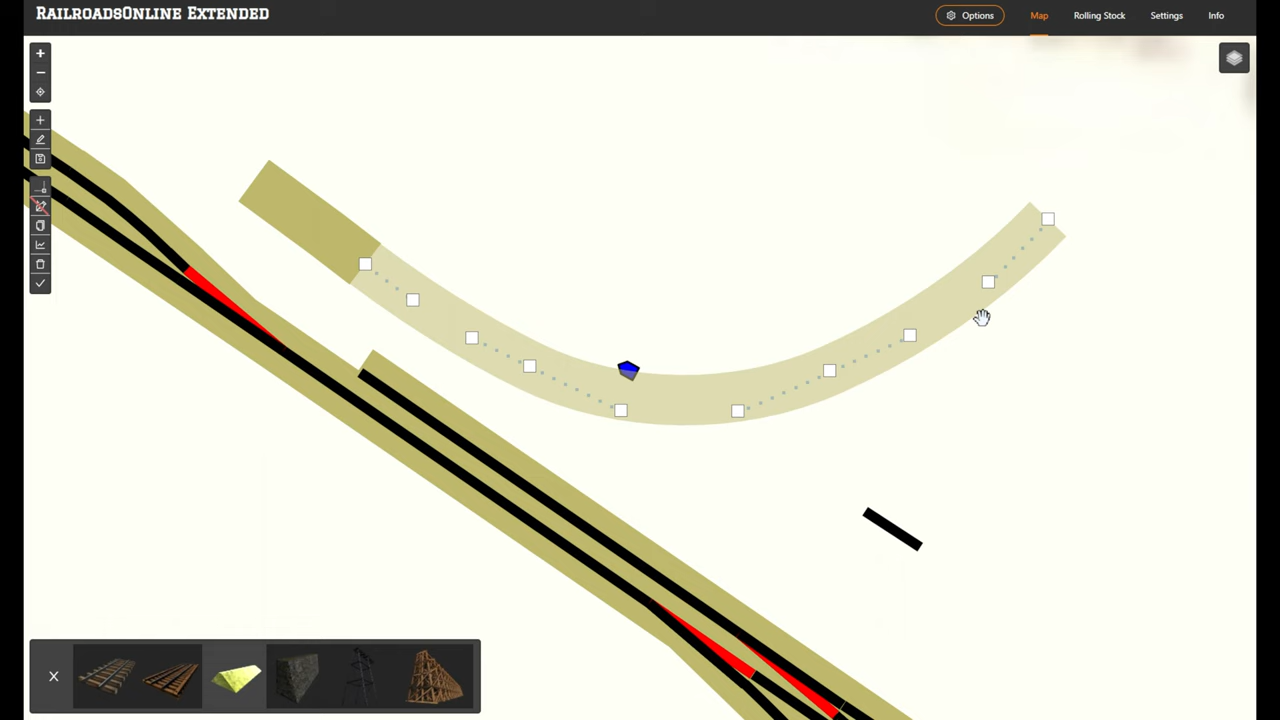 RailroadsOnline Extended
Options
Map
Rolling Stock
Settings
Info